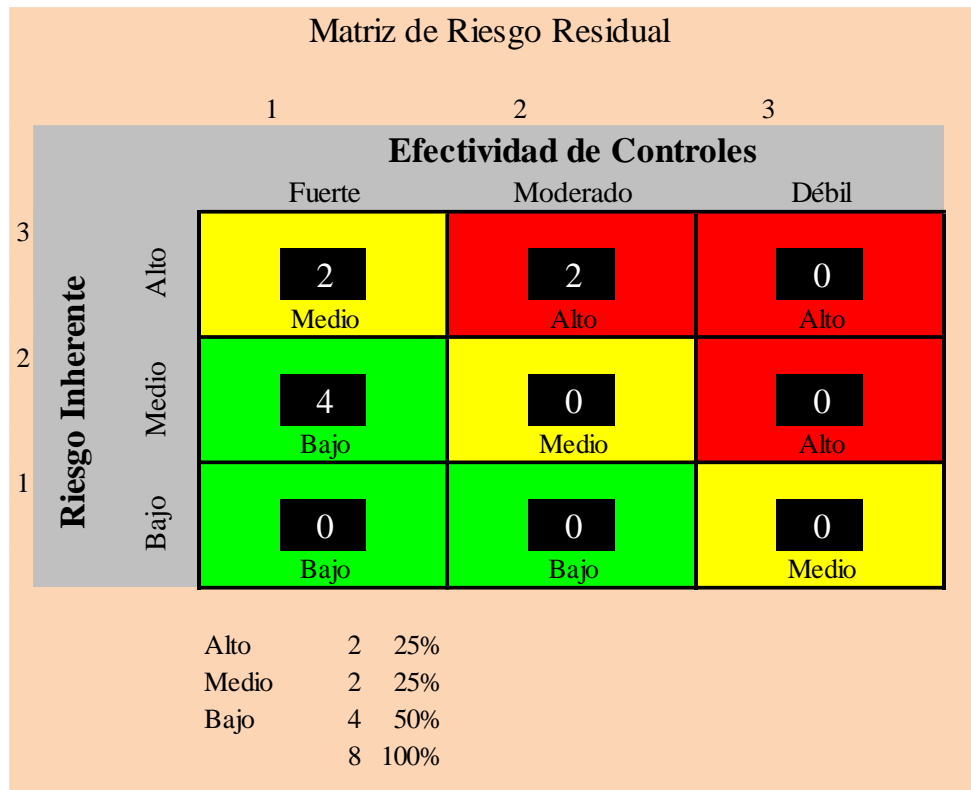 Matriz de Riesgo Residual
1 2 3
Efectividad de Controles
Fuerte Moderado Débil
3
2
1
Riesgo Inherente
Alto
2 2 0
Medio Alto Alto
Medio
4 0 0
Bajo Medio Alto
Bajo
0 0 0
Bajo Bajo Medio
Alto 2 25%
Medio 2 25%
Bajo 4 50%
8 100%